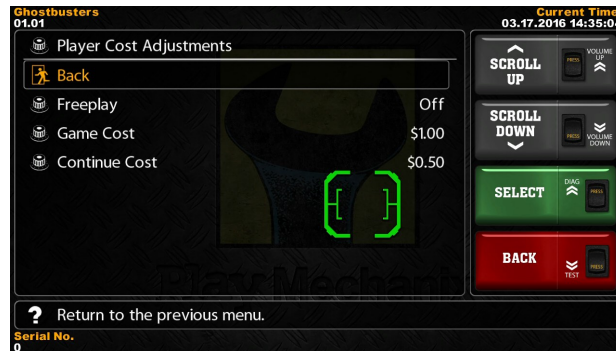 Ghostbusters
01.01
Current Time
03.17.2016 14:35:04
Player Cost Adjustments
Back
Freeplay Off
Game Cost $1.00
Continue Cost $0.50
SCROLL UP
PRESS
VOLUME UP
SCROLL DOWN
PRESS
VOLUME DOWN
SELECT
DIAG
PRESS
BACK
TEST
PRESS
? Return to the previous menu.
Serial No.
0